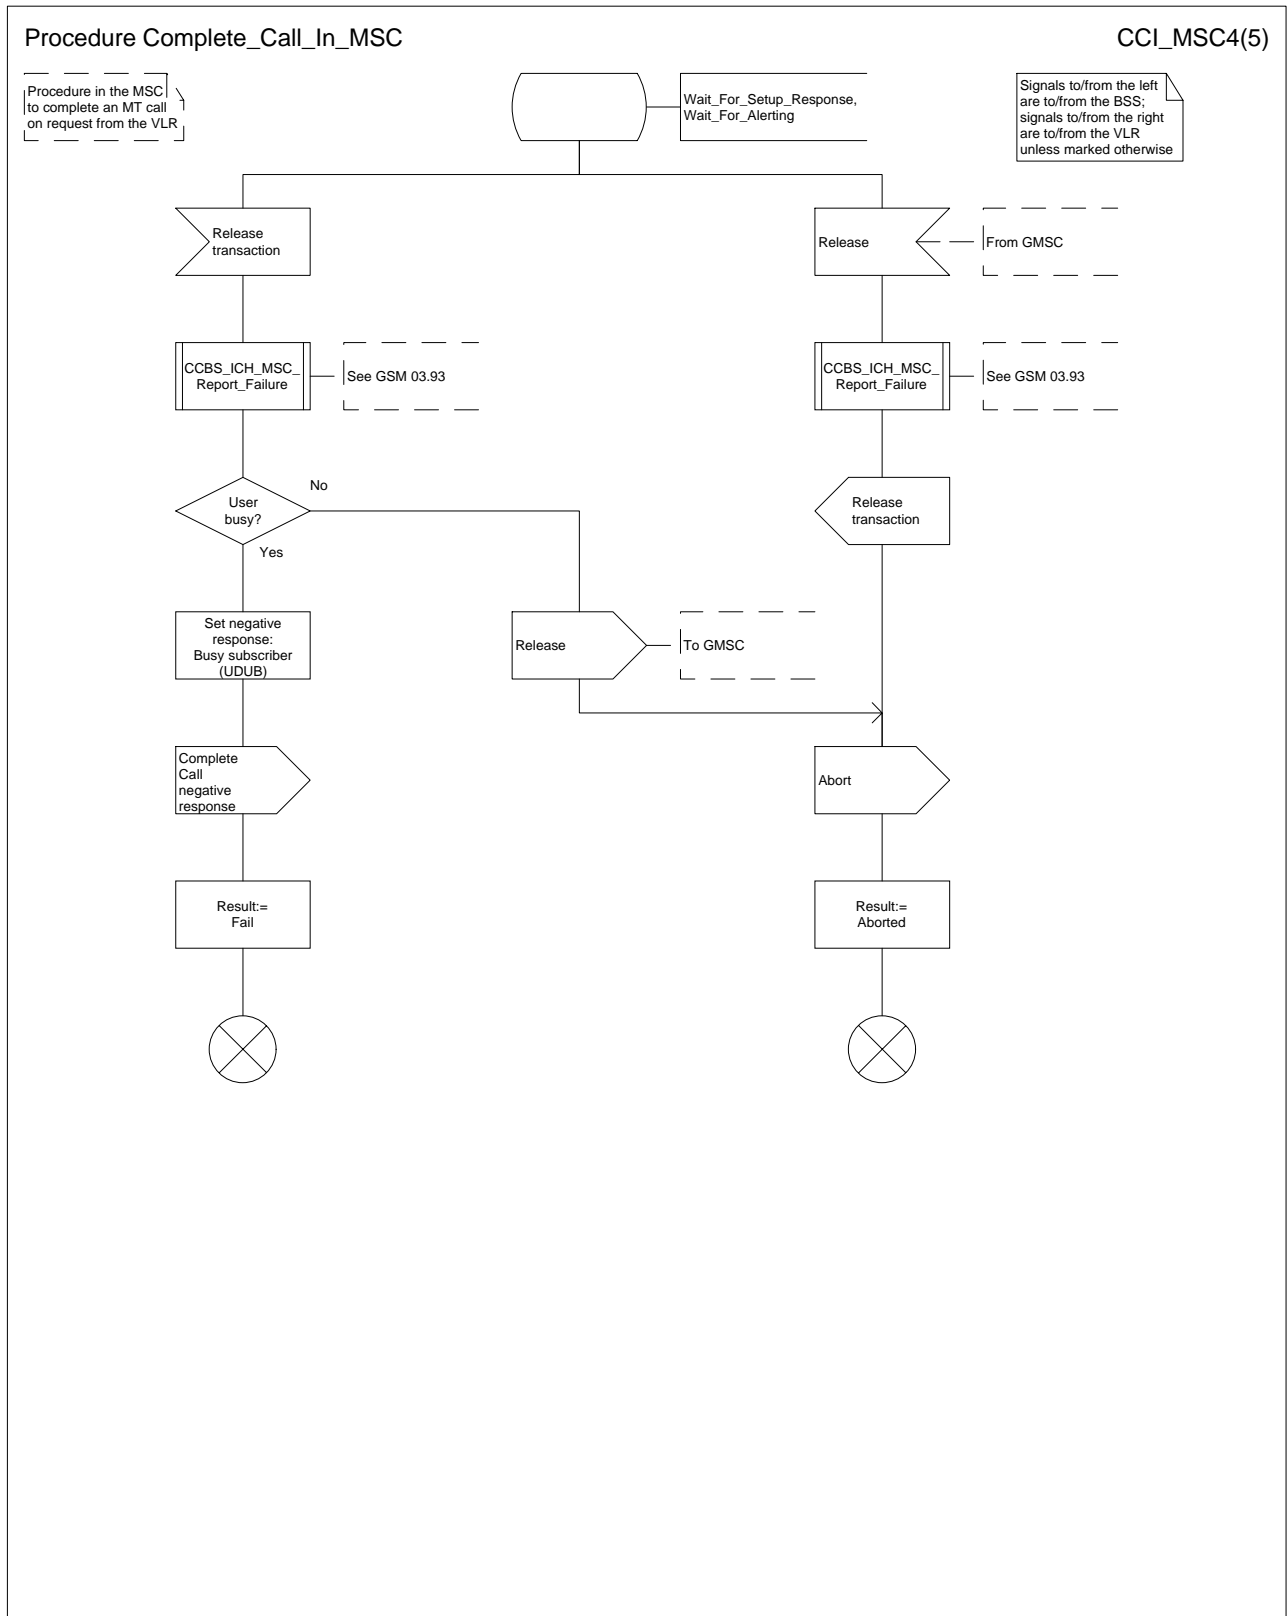 Procedure Complete_Call_In_MSC
CCI_MSC4(5)
Procedure in the MSC
to complete an MT call
on request from the VLR
Wait_For_Setup_Response,
Wait_For_Alerting
Signals to/from the left
are to/from the BSS;
signals to/from the right
are to/from the VLR
unless marked otherwise
Release
transaction
Release
From GMSC
CCBS_ICH_MSC_
Report_Failure
See GSM 03.93
CCBS_ICH_MSC_
Report_Failure
See GSM 03.93
User
busy?
No
Yes
Release
transaction
Set negative
response:
Busy subscriber
(UDUB)
Release
To GMSC
Complete
Call
negative
response
Abort
Result:=
Fail
Result:=
Aborted